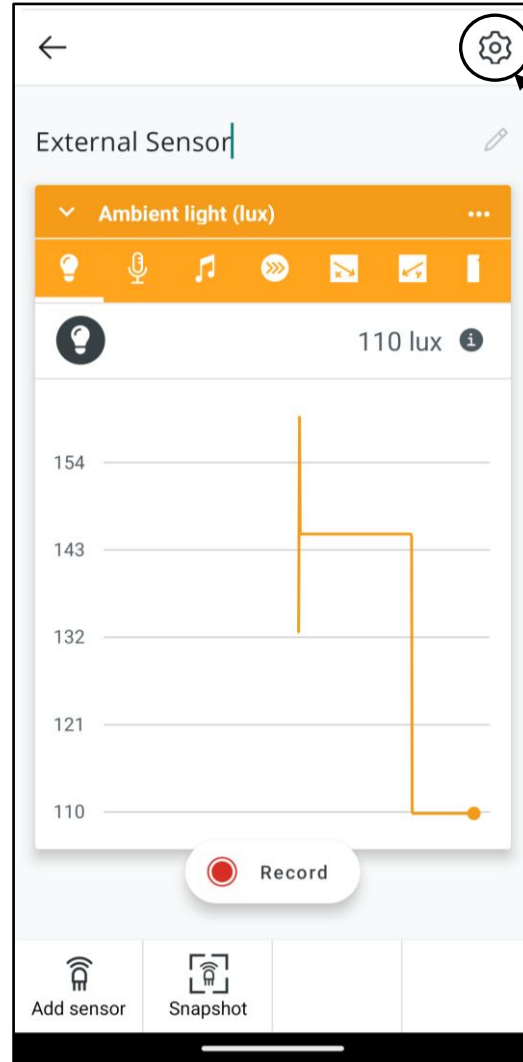 External Sensor
Ambient light (lux)
110 lux
154
143
132
121
110
Record
Add sensor
Snapshot